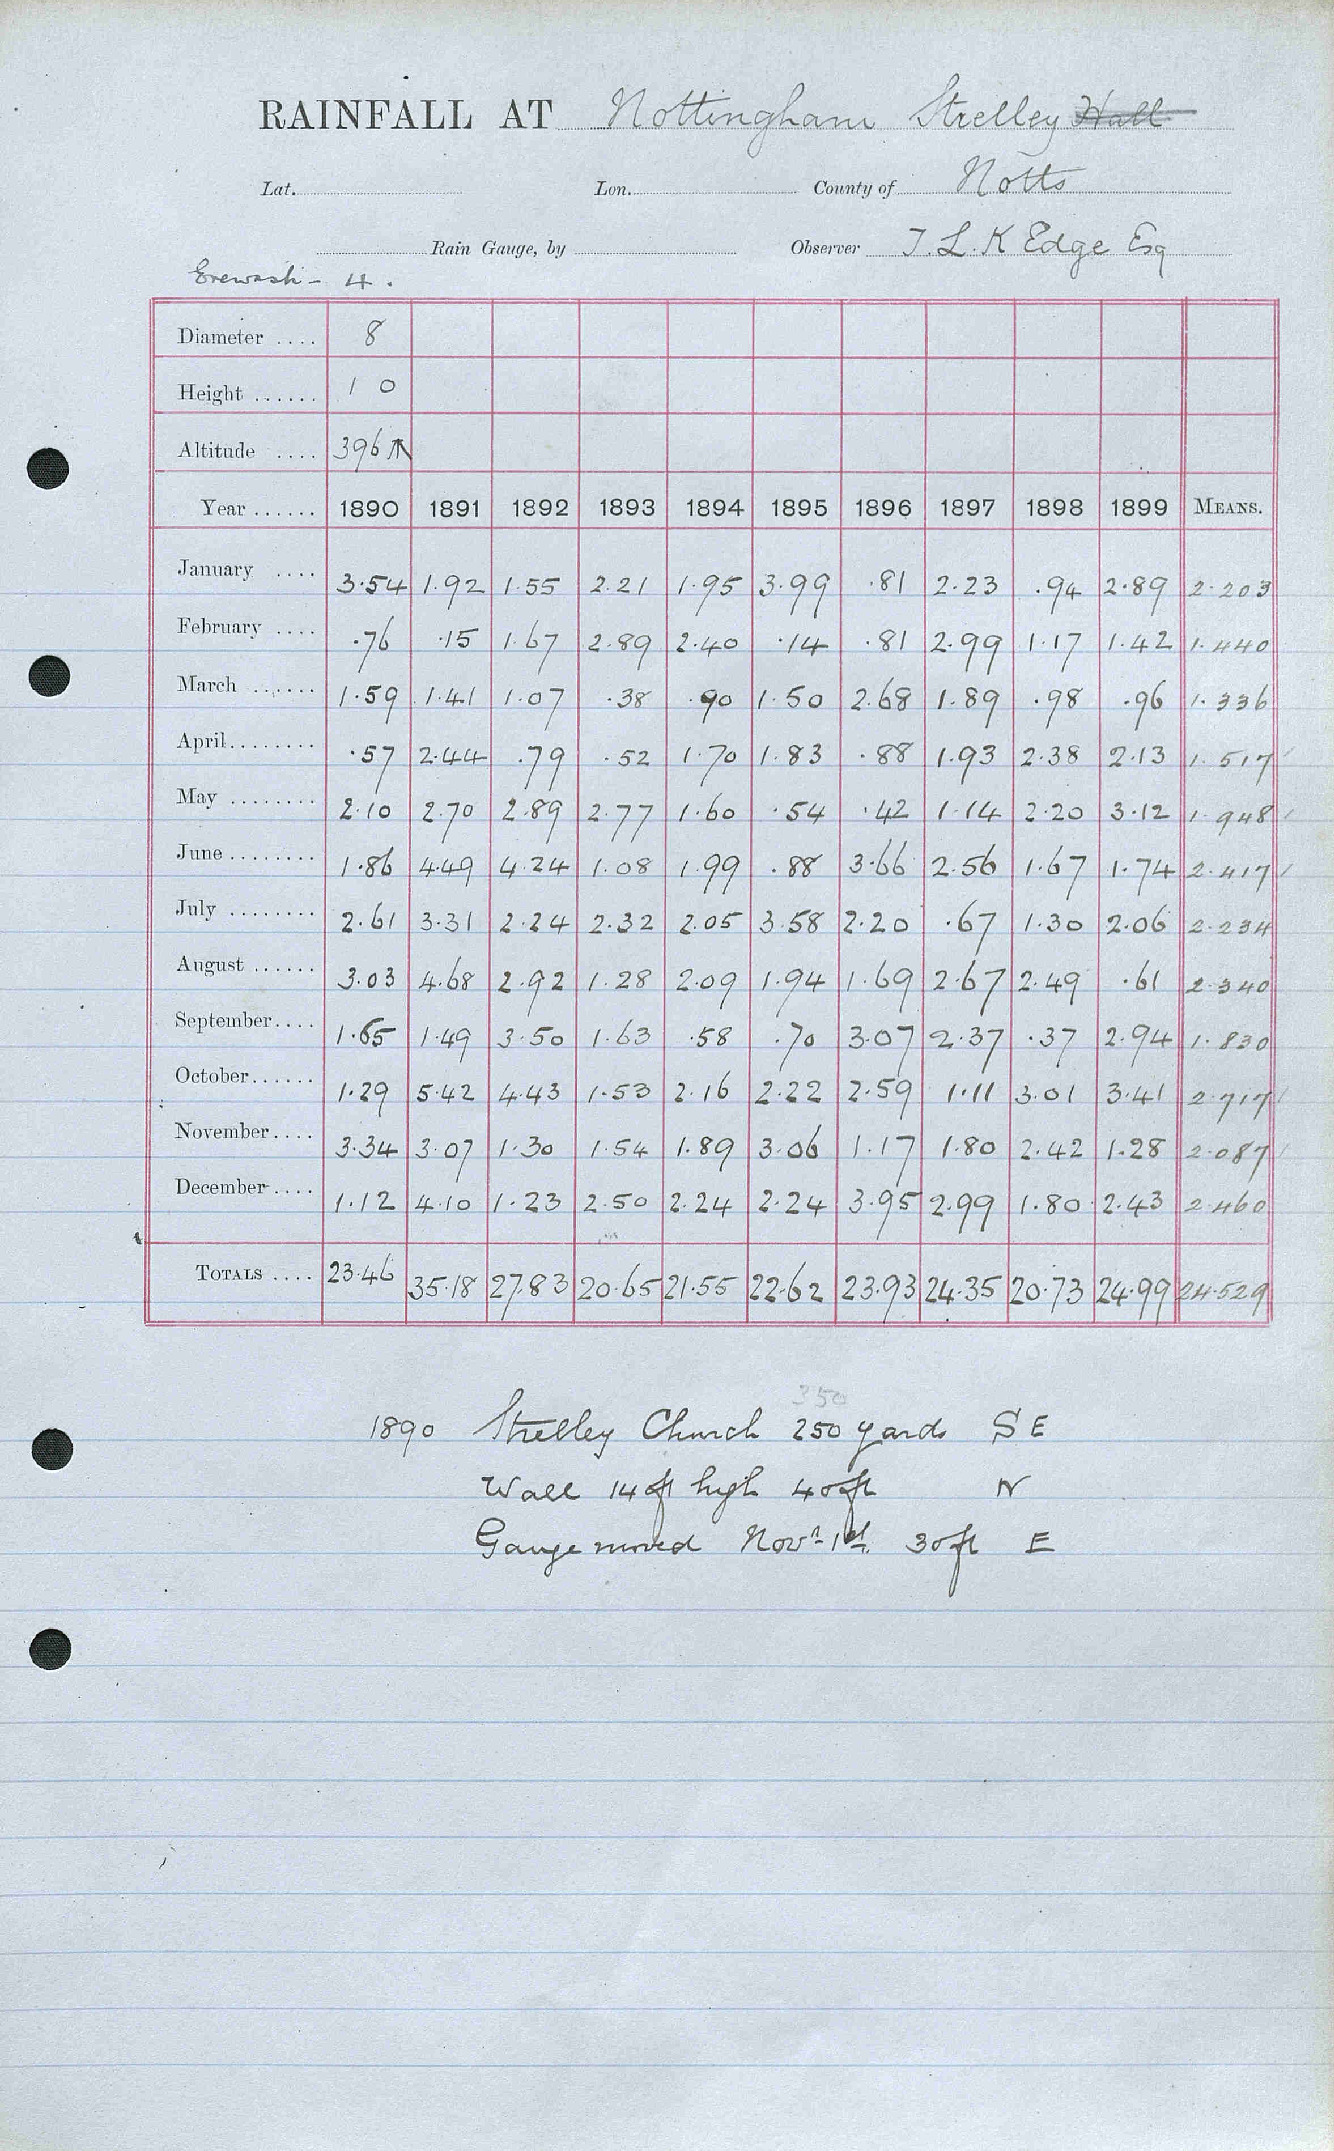 RAINFALL AT Nottingham Strelley Hall
Lat. Lon. County of Notts
Rain Gauge, by Observer J. L. K Edge Esq
Erewash - 4.
Diameter .... 8
Height ...... 1 0
Altitude .... 396
Year ...... 1890 1891 1892 1893 1894 1895 1896 1897 1898 1899 MEANS.
January .... 3.54 1.92 1.55 2.21 1.95 3.99 .81 2.23 .94 2.89 2.203
February .... .76 .15 1.67 2.89 2.40 .14 .81 2.99 1.17 1.42 1.440
March ...... 1.59 1.41 1.07 .38 .90 1.50 2.68 1.89 .98 .96 1.336
April........ .57 2.44 .79 .52 1.70 1.83 .88 1.93 2.38 2.13 1.517
May ........ 2.10 2.70 2.89 2.77 1.60 .54 .42 1.14 2.20 3.12 1.948
June ........ 1.86 4.49 4.24 1.08 1.99 .88 3.66 2.56 1.67 1.74 2.417
July ........ 2.61 3.31 2.24 2.32 2.05 3.58 2.20 .67 1.30 2.06 2.234
August ...... 3.03 4.68 2.92 1.28 2.09 1.94 1.69 2.67 2.49 .61 2.340
September.... 1.65 1.49 3.50 1.63 .58 .70 3.07 2.37 .37 2.94 1.830
October...... 1.29 5.42 4.43 1.53 2.16 2.22 2.59 1.11 3.01 3.41 2.717
November.... 3.34 3.07 1.30 1.54 1.89 3.06 1.17 1.80 2.42 1.28 2.087
December.... 1.12 4.10 1.23 2.50 2.24 2.24 3.95 2.99 1.80 2.43 2.460
TOTALS .... 23.46 35.18 27.83 20.65 21.55 22.62 23.93 24.35 20.73 24.99 24.529
350
1890 Strelley Church 250 yards S E
Wall 14 ft high 40 ft N
Gauge moved Novr 1st. 30 ft E